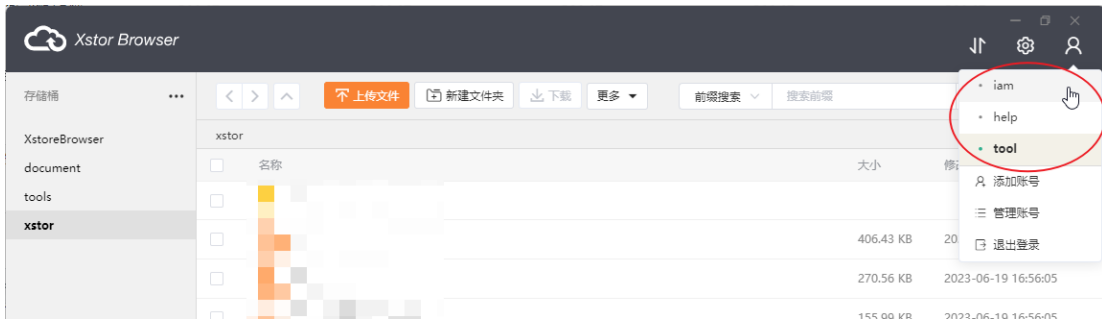 Xstor Browser
存储桶
XstoreBrowser
document
tools
xstor
上传文件 新建文件夹 下载 更多 前缀搜索 搜索前缀
xstor
名称 大小
406.43 KB
270.56 KB 2023-06-19 16:56:05
155.99 KB 2023-06-19 16:56:05
iam
help
tool
添加账号
管理账号
退出登录